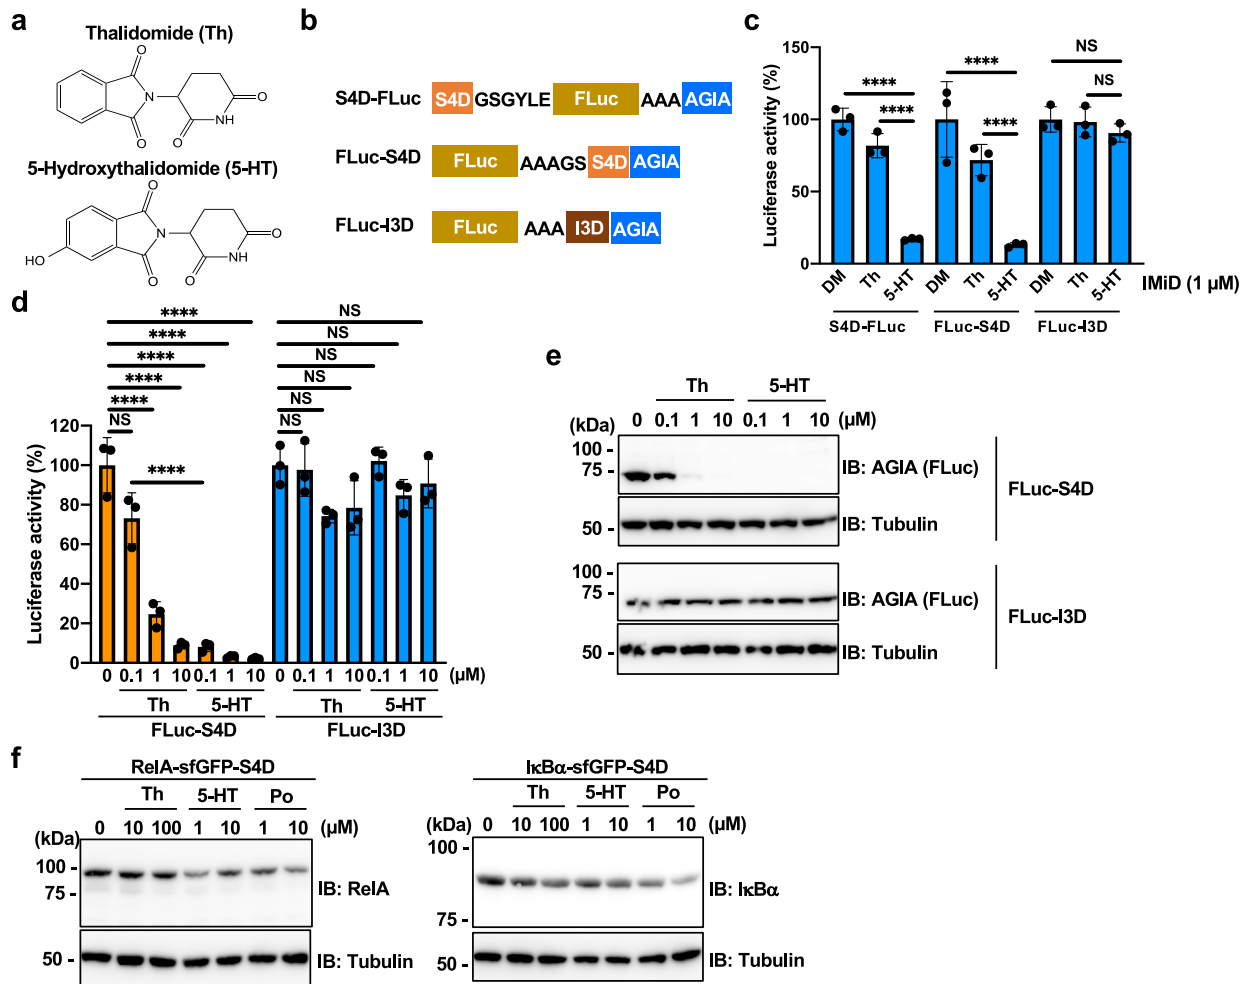 a
Thalidomide (Th)
O
N
O
O
NH
O
5-Hydroxythalidomide (5-HT)
O
N
O
HO
O
NH
O
b
S4D-FLuc S4D GSGYLE FLuc AAA AGIA
FLuc-S4D FLuc AAAGS S4D AGIA
FLuc-I3D FLuc AAA I3D AGIA
c
Luciferase activity (%)
150
100
50
0
**** **** **** **** NS NS
DM Th 5-HT DM Th 5-HT DM Th 5-HT IMiD (1 µM)
S4D-FLuc FLuc-S4D FLuc-I3D
d
**** NS
**** NS
**** NS
**** NS
**** NS
NS NS
****
Luciferase activity (%)
120
100
80
60
40
20
0
0 0.1 1 10 0.1 1 10 0 0.1 1 10 0.1 1 10 (µM)
Th 5-HT Th 5-HT
FLuc-S4D FLuc-I3D
e
Th 5-HT
(kDa) 0 0.1 1 10 0.1 1 10 (µM)
100 -
75 -
IB: AGIA (FLuc)
50 - IB: Tubulin
FLuc-S4D
100 -
75 -
IB: AGIA (FLuc)
50 - IB: Tubulin
FLuc-I3D
f
RelA-sfGFP-S4D
Th 5-HT Po
(kDa) 0 10 100 1 10 1 10 (µM)
100 -
75 -
IB: RelA
50 - IB: Tubulin
IκBα-sfGFP-S4D
Th 5-HT Po
(kDa) 0 10 100 1 10 1 10 (µM)
100 -
IB: IκBα
75 -
50 - IB: Tubulin